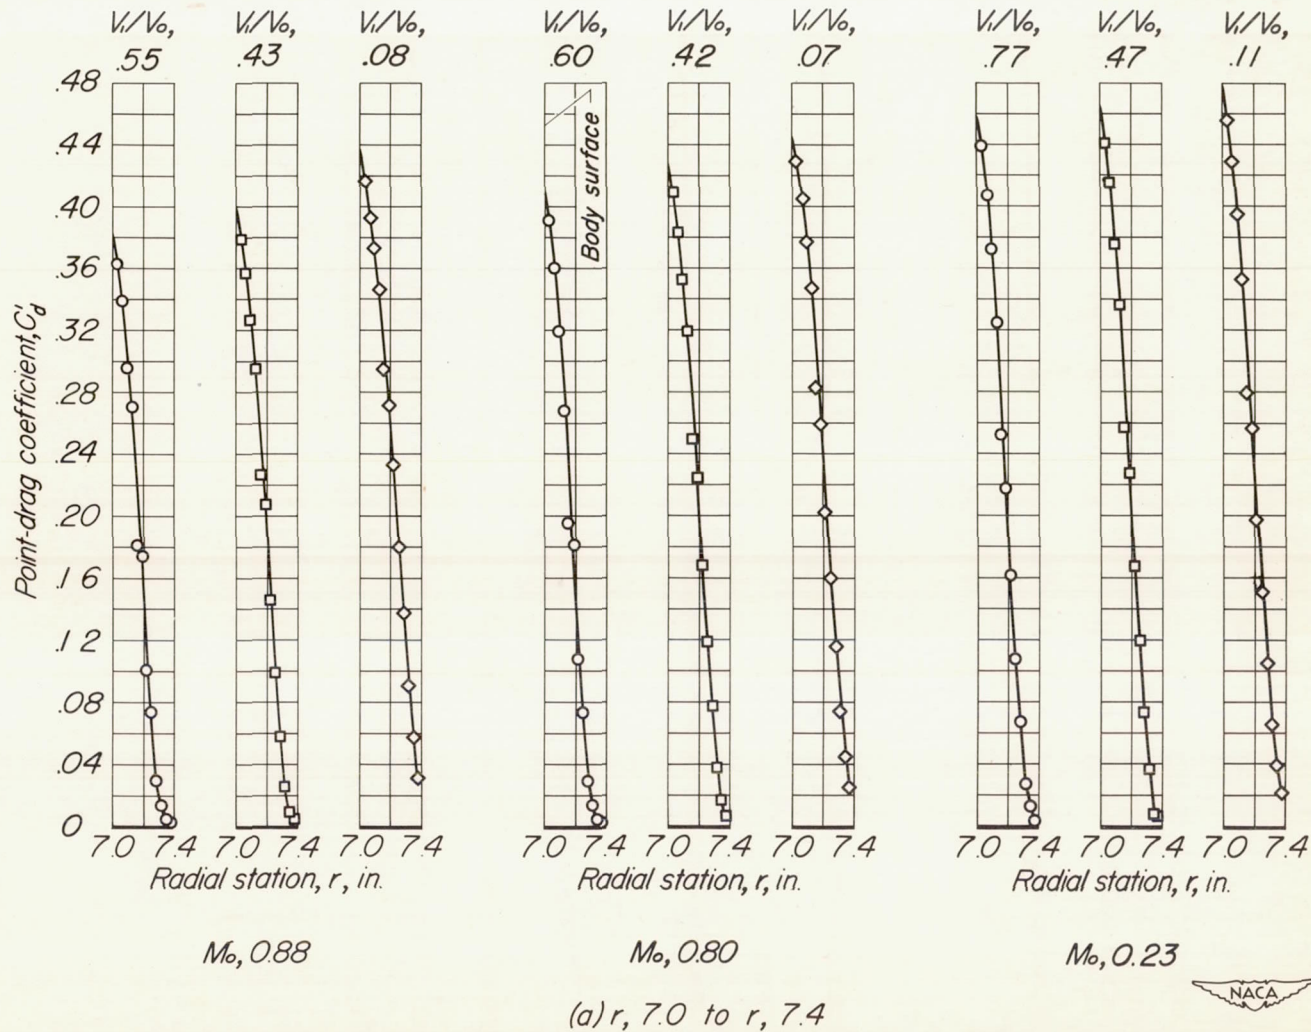 V₁/V₀, V₁/V₀, V₁/V₀, V₁/V₀, V₁/V₀, V₁/V₀, V₁/V₀, V₁/V₀, V₁/V₀,
.55 .43 .08 .60 .42 .07 .77 .47 .11
.48
.44
.40
.36
.32
.28
.24
.20
.16
.12
.08
.04
0
Point-drag coefficient, C'd
Body surface
7.0 7.4 7.0 7.4 7.0 7.4 7.0 7.4 7.0 7.4 7.0 7.4 7.0 7.4 7.0 7.4 7.0 7.4
Radial station, r, in. Radial station, r, in. Radial station, r, in.
M₀, 0.88 M₀, 0.80 M₀, 0.23
NACA
(a) r, 7.0 to r, 7.4